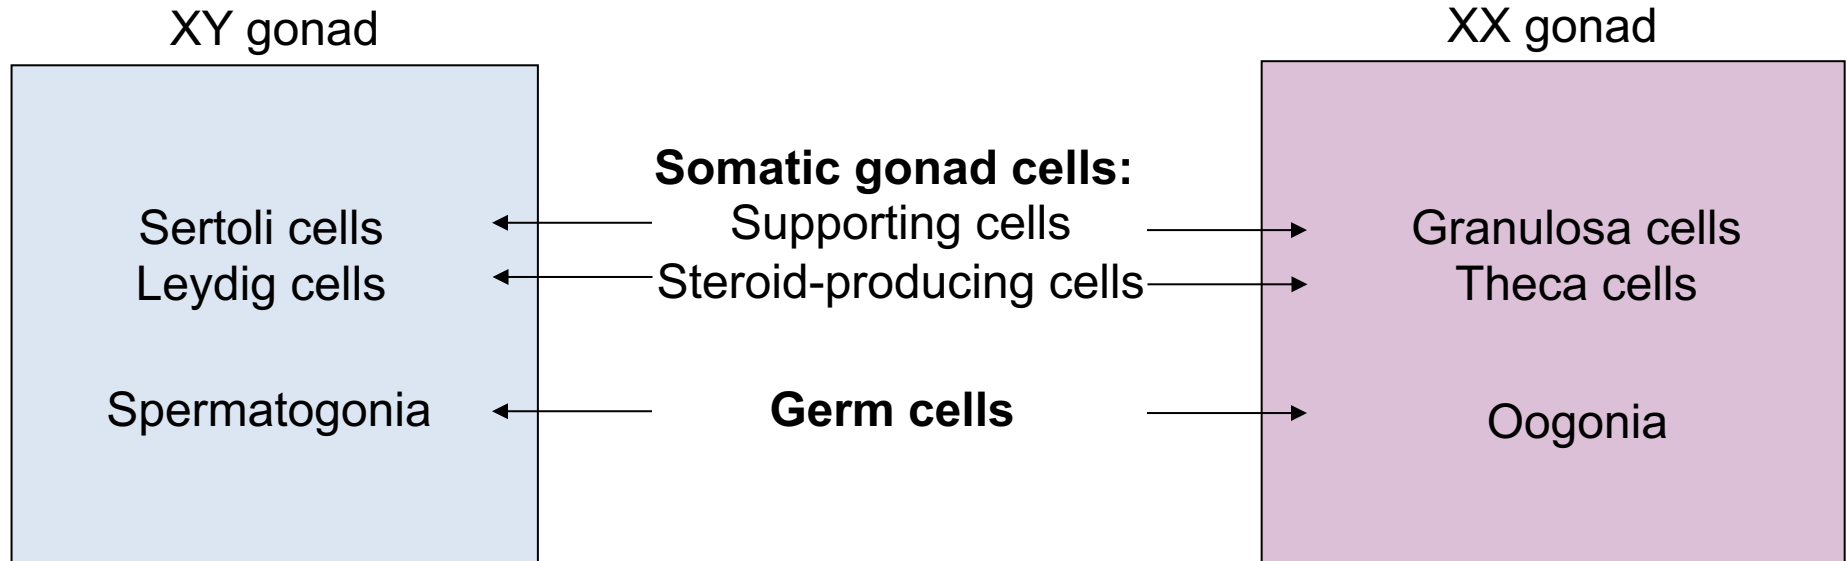 XY gonad
XX gonad
Somatic gonad cells:
Sertoli cells
Supporting cells
Granulosa cells
Leydig cells
Steroid-producing cells
Theca cells
Spermatogonia
Germ cells
Oogonia